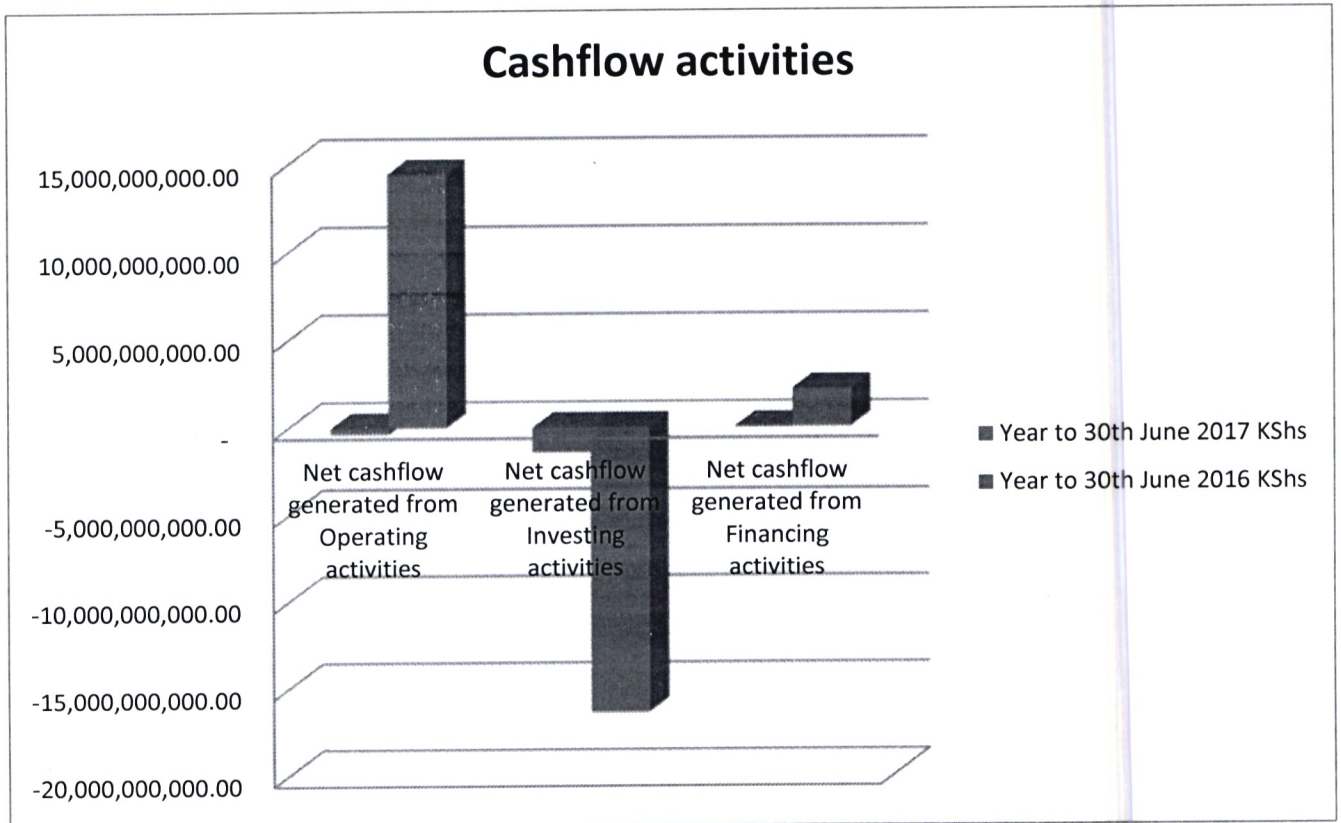 Cashflow activities
15,000,000,000.00
10,000,000,000.00
5,000,000,000.00
-
-5,000,000,000.00
-10,000,000,000.00
-15,000,000,000.00
-20,000,000,000.00
Net cashflow
generated from
Operating
activities
Net cashflow
generated from
Investing
activities
Net cashflow
generated from
Financing
activities
Year to 30th June 2017 KShs
Year to 30th June 2016 KShs